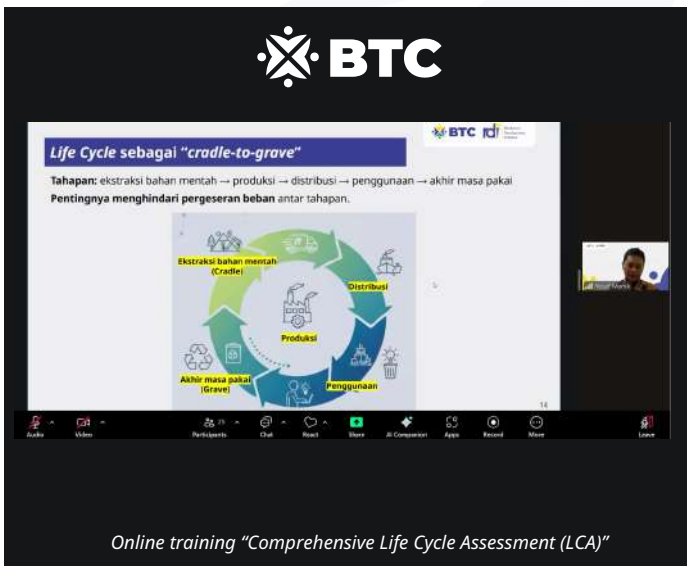 BTC
BTC rdi
Life Cycle sebagai “cradle-to-grave”
Tahapan: ekstraksi bahan mentah → produksi → distribusi → penggunaan → akhir masa pakai
Pentingnya menghindari pergeseran beban antar tahapan.
Ekstraksi bahan mentah
(Cradle)
Distribusi
Produksi
Akhir masa pakai
(Grave)
Penggunaan
14
Audio
Video
Participants
Chat
React
Share
AI Companion
Apps
Record
More
Leave
Online training “Comprehensive Life Cycle Assessment (LCA)”